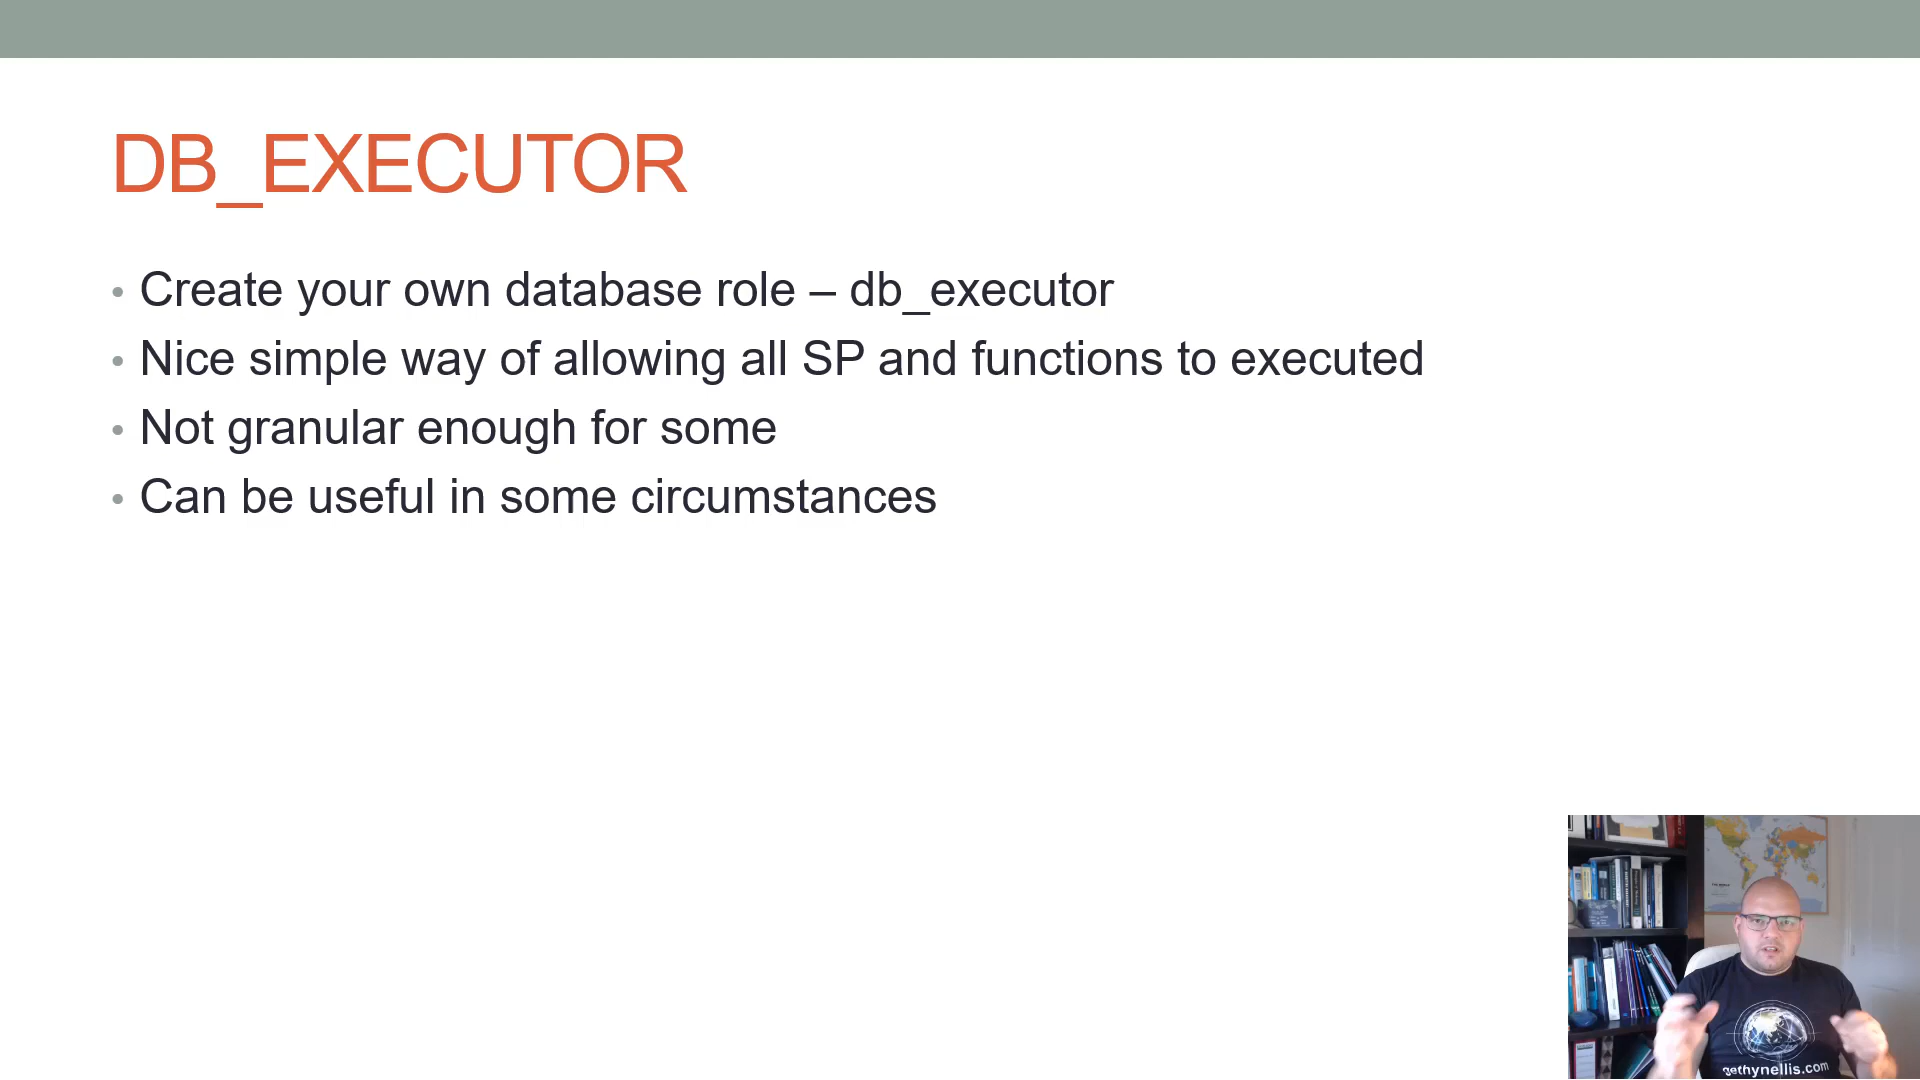 DB_EXECUTOR
• Create your own database role – db_executor
• Nice simple way of allowing all SP and functions to executed
• Not granular enough for some
• Can be useful in some circumstances
gethynellis.com